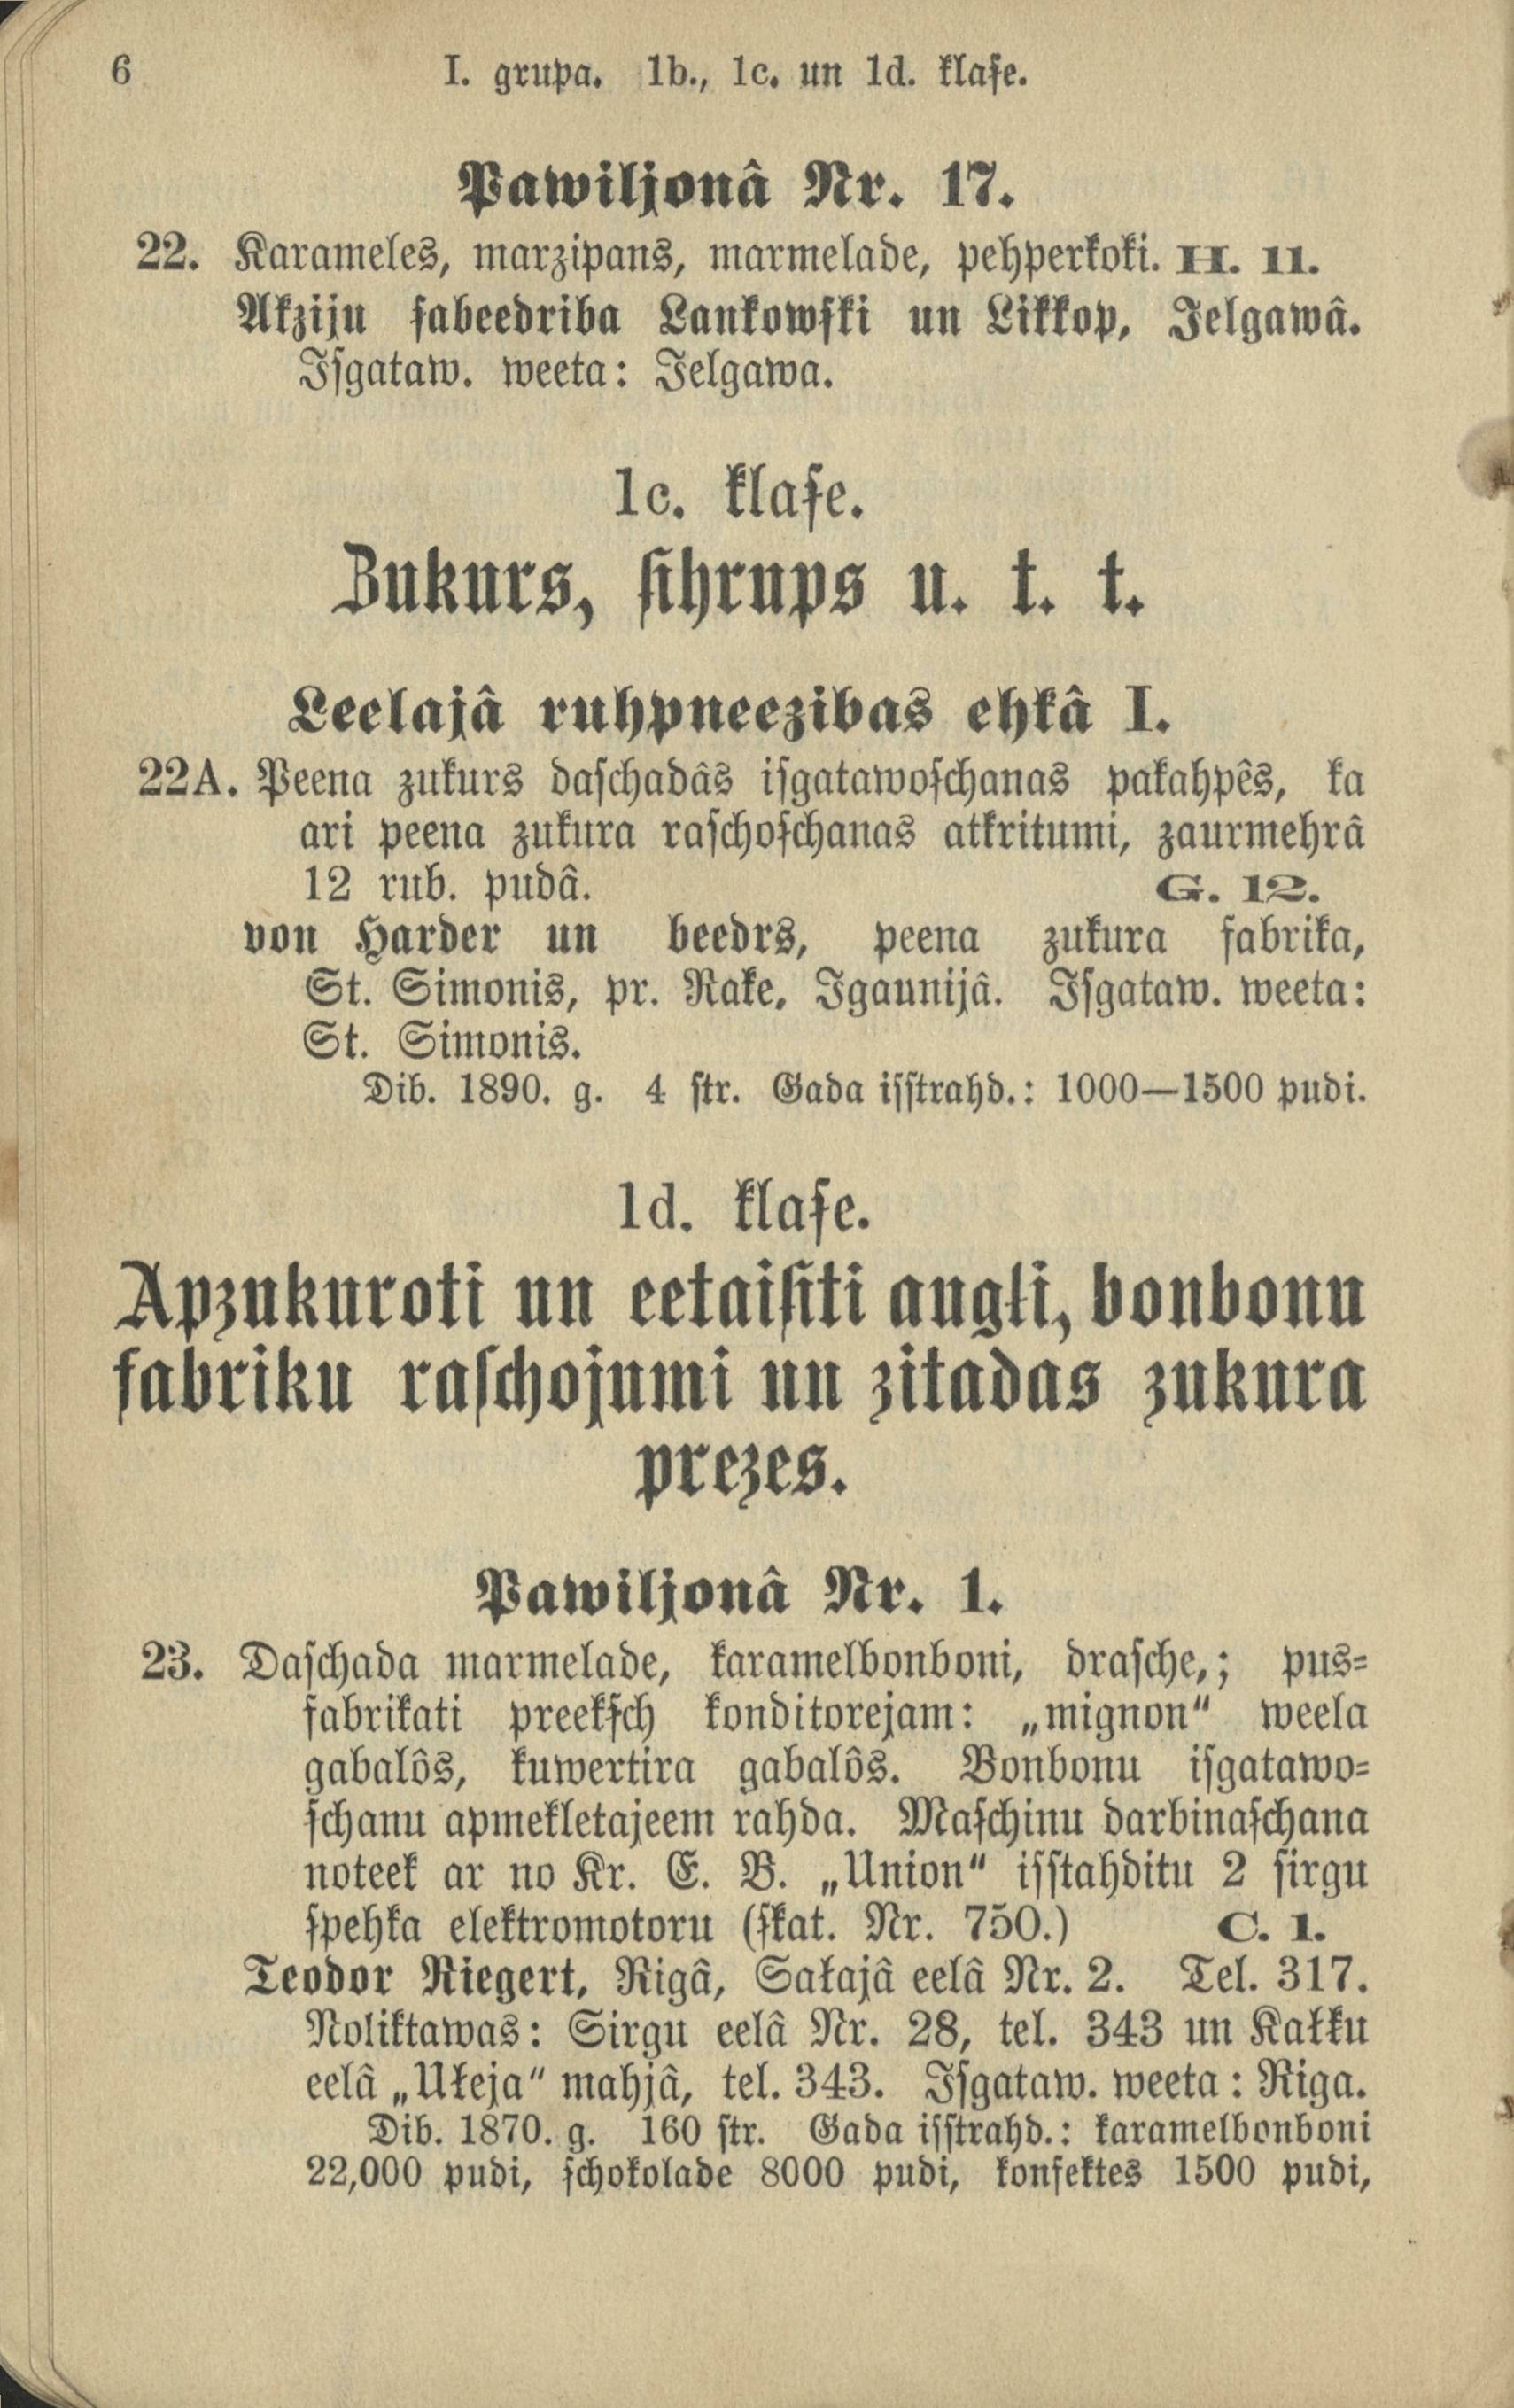 6 I. grupa. 1b., 1c. un 1d. klaſe.
Pawiljonâ Nr. 17.
22. Karameles, marzipans, marmelade, pehperkoki. H. 11.
Akziju ſabeedriba Lankowſki un Likkop, Jelgawâ.
Iſgataw. weeta: Jelgawa.
1c. klaſe.
Zukurs, ſihrups u. t. t.
Leelajâ ruhpneezibas ehkâ I.
22A. Peena zukurs daſchadâs iſgatawoſchanas pakahpês, ka
ari peena zukura raſchoſchanas atkritumi, zaurmehrâ
12 rub. pudâ. G. 12.
von Harder un beedrs, peena zukura fabrika,
St. Simonis, pr. Rake, Igaunijâ. Iſgataw. weeta:
St. Simonis.
Dib. 1890. g. 4 ſtr. Gada iſſtrahd.: 1000—1500 pudi.
1d. klaſe.
Apzukuroti un eetaiſiti augłi, bonbonu
fabriku raſchojumi un zitadas zukura
prezes.
Pawiljonâ Nr. 1.
23. Daſchada marmelade, karamelbonboni, draſche,; pus-
fabrikati preekſch konditorejam: „mignon“ weela
gabalôs, kuwertira gabalôs. Bonbonu iſgatawo-
ſchanu apmekletajeem rahda. Maſchinu darbinaſchana
noteek ar no Kr. E. B. „Union“ iſſtahditu 2 ſirgu
ſpehka elektromotoru (ſkat. Nr. 750.) C. 1.
Teodor Riegert, Rigâ, Sałajâ eelâ Nr. 2. Tel. 317.
Noliktawas: Sirgu eelâ Nr. 28, tel. 343 un Kałku
eelâ „Ułeja“ mahjâ, tel. 343. Iſgataw. weeta: Riga.
Dib. 1870. g. 160 ſtr. Gada iſſtrahd.: karamelbonboni
22,000 pudi, ſchokolade 8000 pudi, konfektes 1500 pudi,